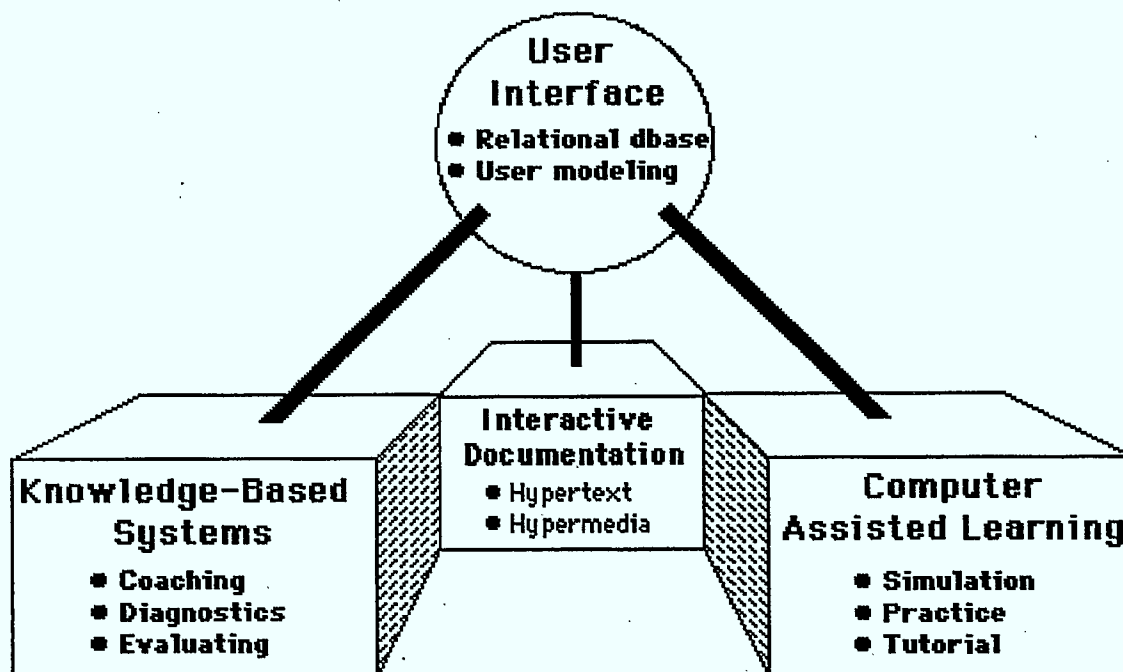 User
Interface
• Relational dbase
• User modeling
Knowledge-Based
Systems
• Coaching
• Diagnostics
• Evaluating
Interactive
Documentation
• Hypertext
• Hypermedia
Computer
Assisted Learning
• Simulation
• Practice
• Tutorial